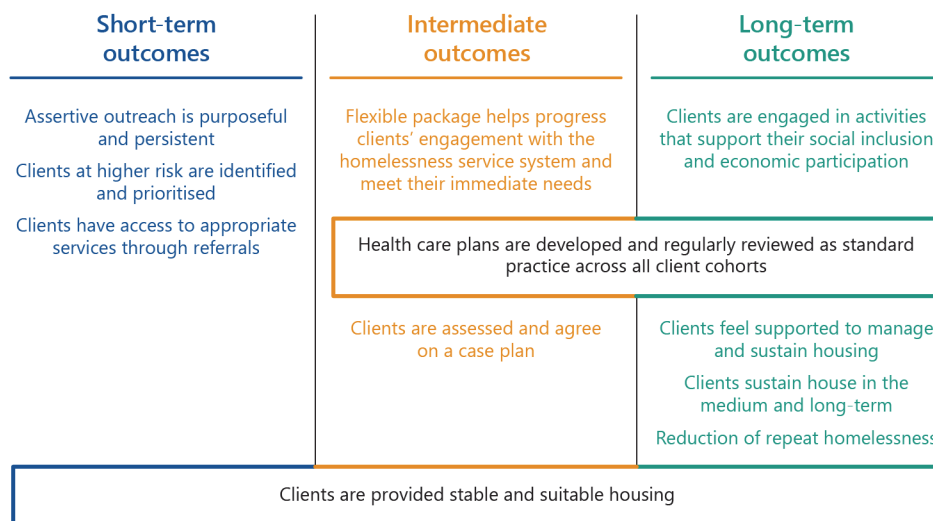 Short-term
outcomes
Assertive outreach is purposeful
and persistent
Clients at higher risk are identified
and prioritised
Clients have access to appropriate
services through referrals
Intermediate
outcomes
Flexible package helps progress
clients’ engagement with the
homelessness service system and
meet their immediate needs
Long-term
outcomes
Clients are engaged in activities
that support their social inclusion
and economic participation
Health care plans are developed and regularly reviewed as standard
practice across all client cohorts
Clients are assessed and agree
on a case plan
Clients feel supported to manage
and sustain housing
Clients sustain house in the
medium and long-term
Reduction of repeat homelessness
Clients are provided stable and suitable housing